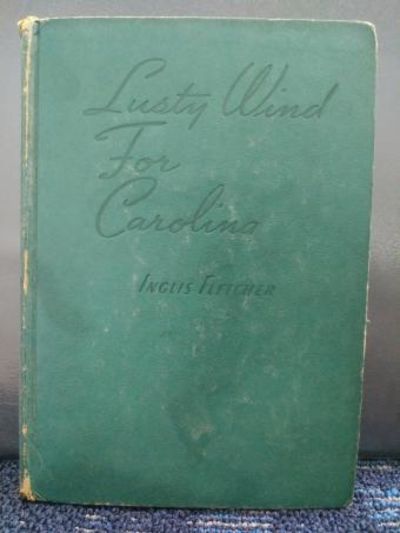 Lusty Wind
For
Carolina
INGLIS FLETCHER